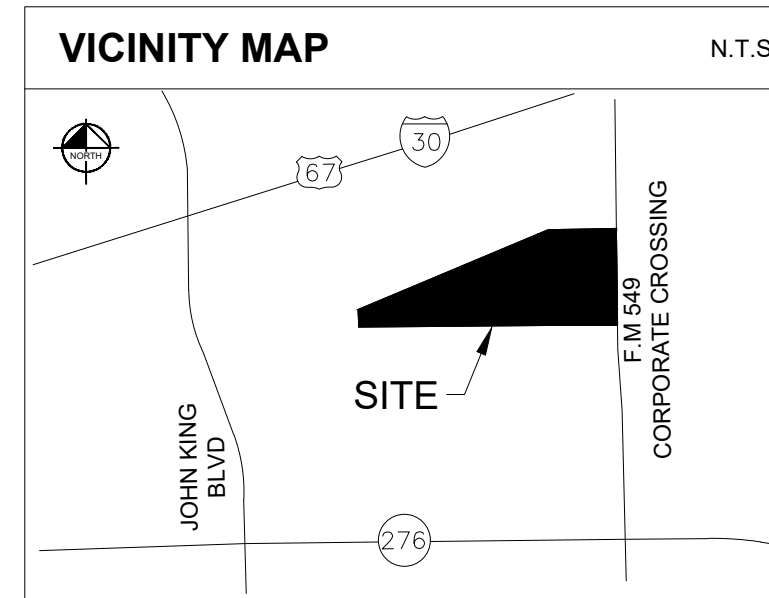 VICINITY MAP
N.T.S
NORTH
67
30
F.M 549
CORPORATE CROSSING
SITE
JOHN KING
BLVD
276